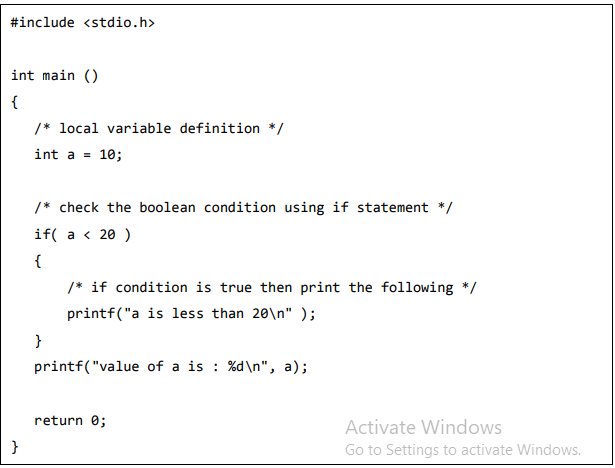 #include <stdio.h>
int main ()
{
/* local variable definition */
int a = 10;
/* check the boolean condition using if statement */
if( a < 20 )
{
/* if condition is true then print the following */
printf("a is less than 20\n" );
}
printf("value of a is : %d\n", a);
return 0;
}
Activate Windows
Go to Settings to activate Windows.